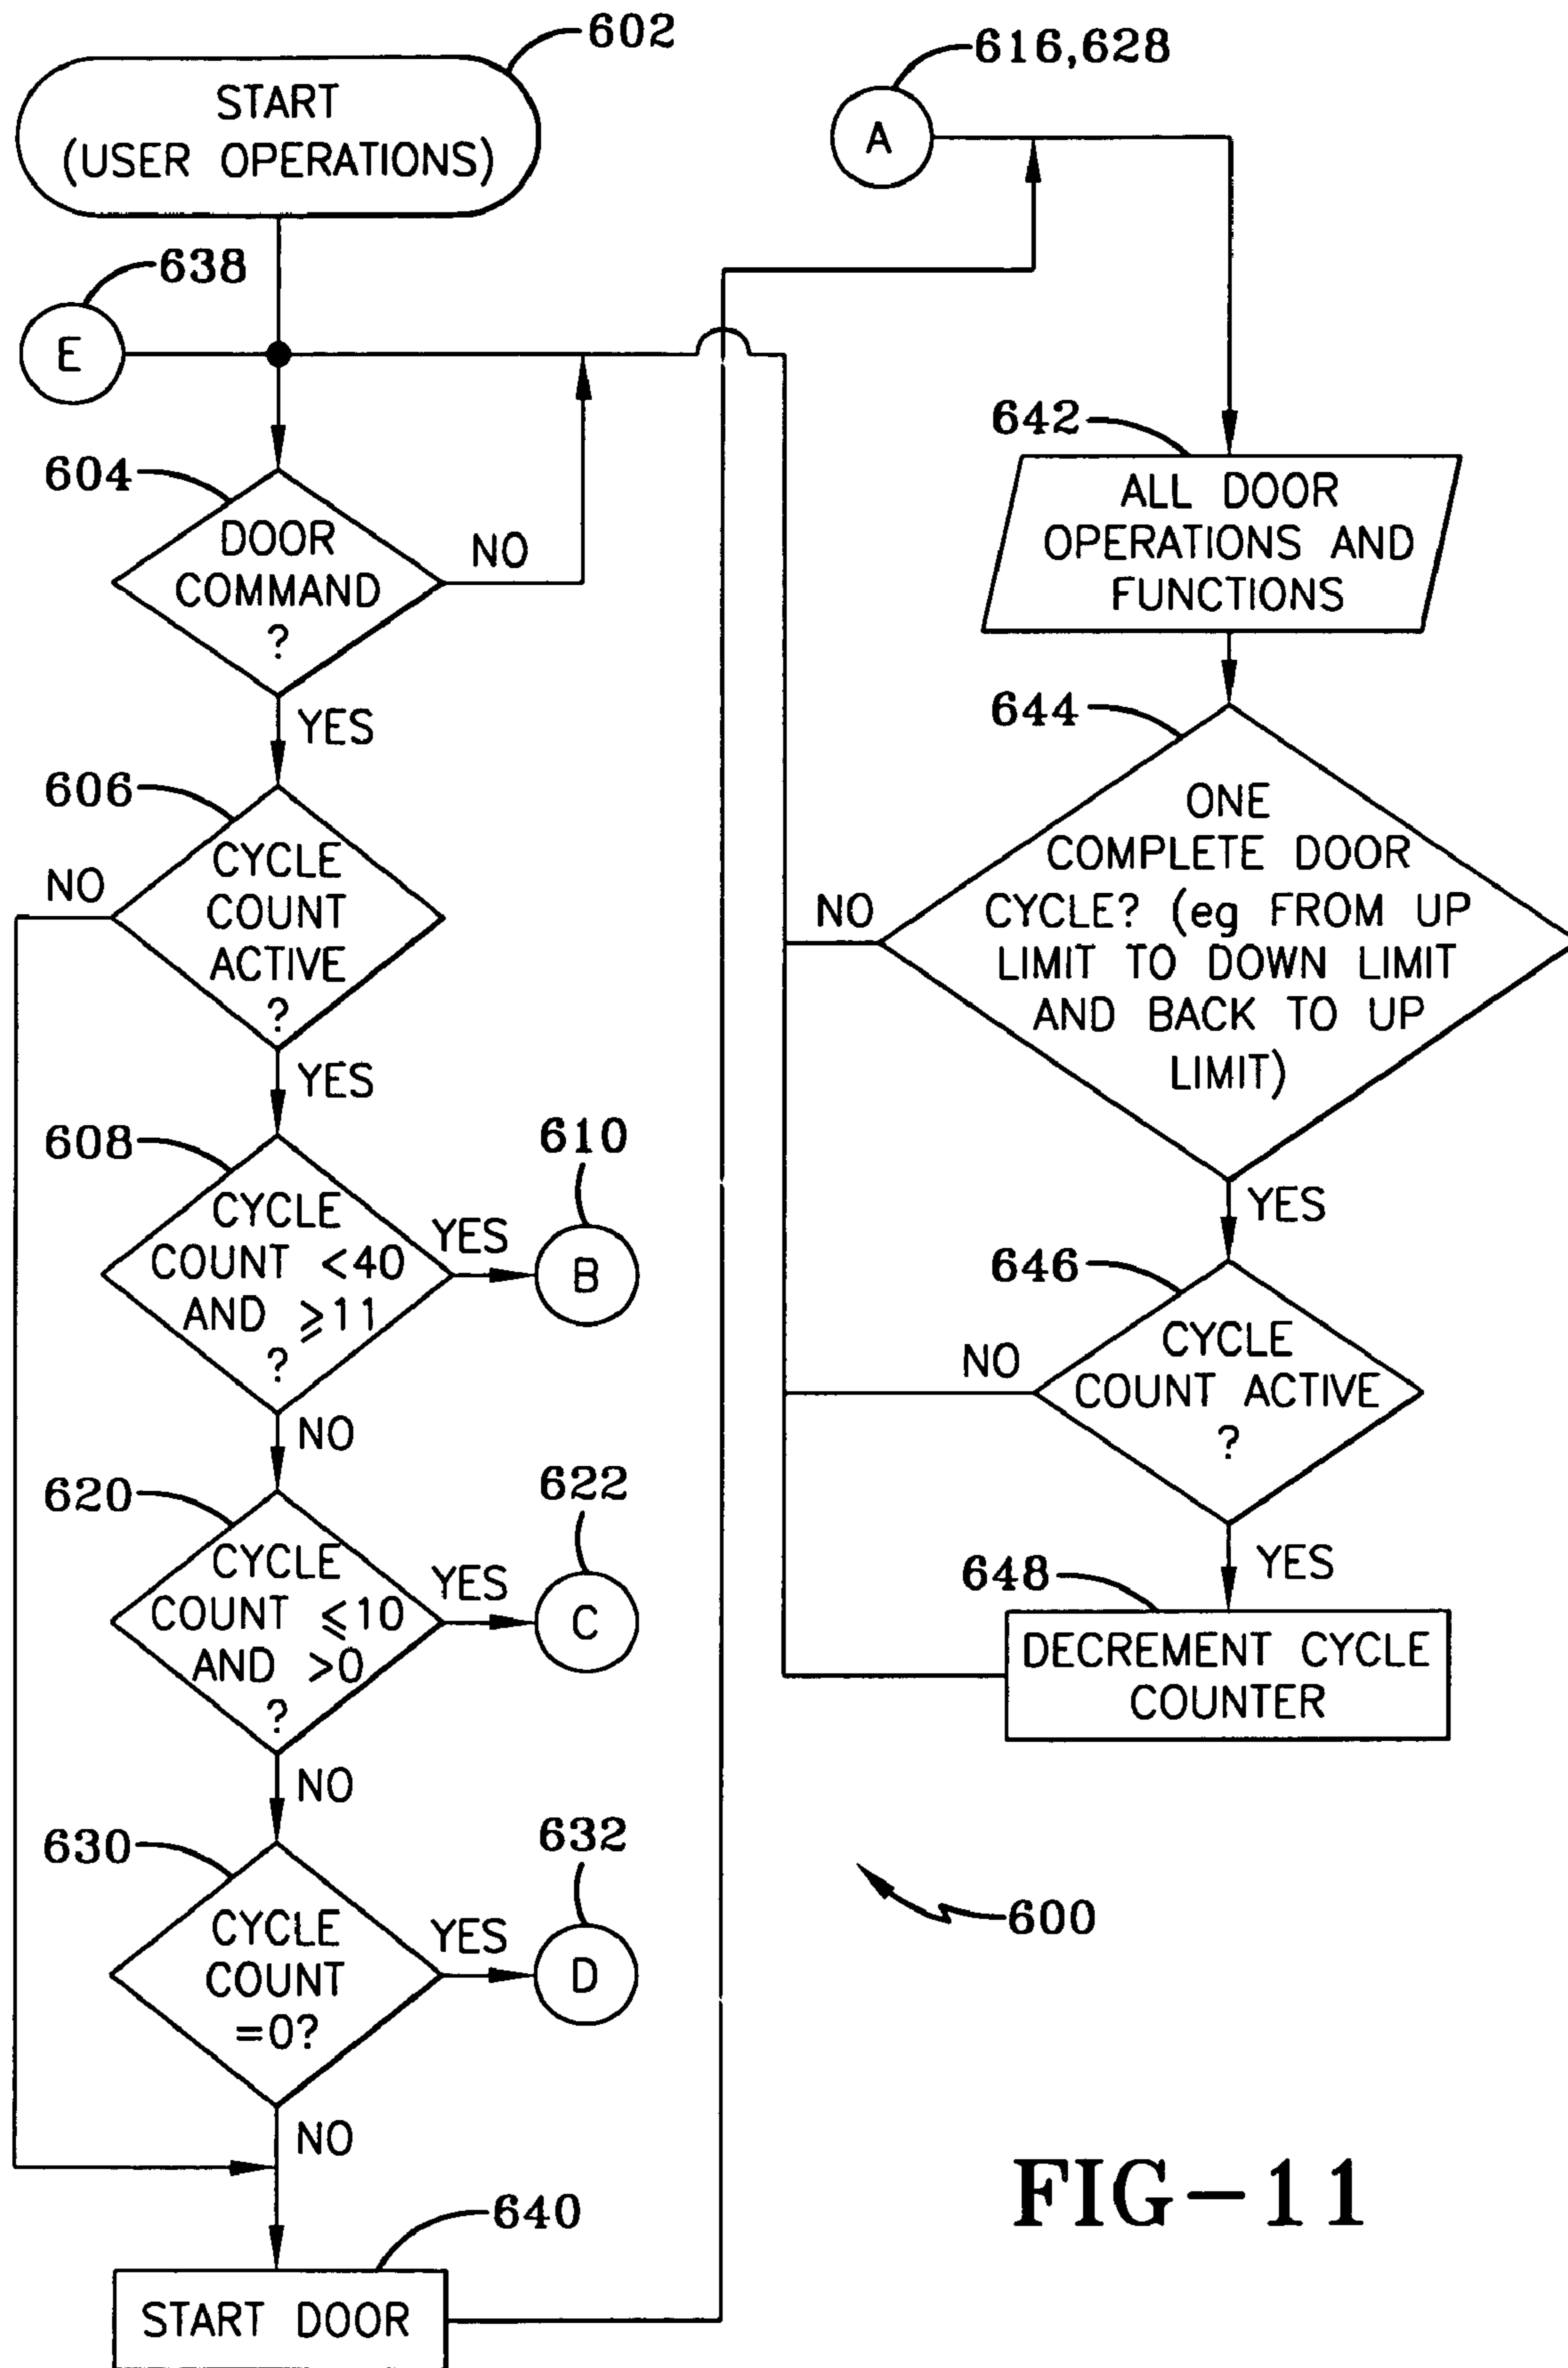 602
START
(USER OPERATIONS)
638
E
604
DOOR
COMMAND
?
NO
YES
606
CYCLE
COUNT
ACTIVE
?
NO
YES
608
CYCLE
COUNT <40
AND ⩾11
?
YES
610
B
NO
620
CYCLE
COUNT ⩽10
AND >0
?
YES
622
C
NO
630
CYCLE
COUNT
=0?
YES
632
D
NO
640
START DOOR
616,628
A
642
ALL DOOR
OPERATIONS AND
FUNCTIONS
644
ONE
COMPLETE DOOR
CYCLE? (eg FROM UP
LIMIT TO DOWN LIMIT
AND BACK TO UP
LIMIT)
NO
YES
646
CYCLE
COUNT ACTIVE
?
NO
YES
648
DECREMENT CYCLE
COUNTER
600
FIG-11